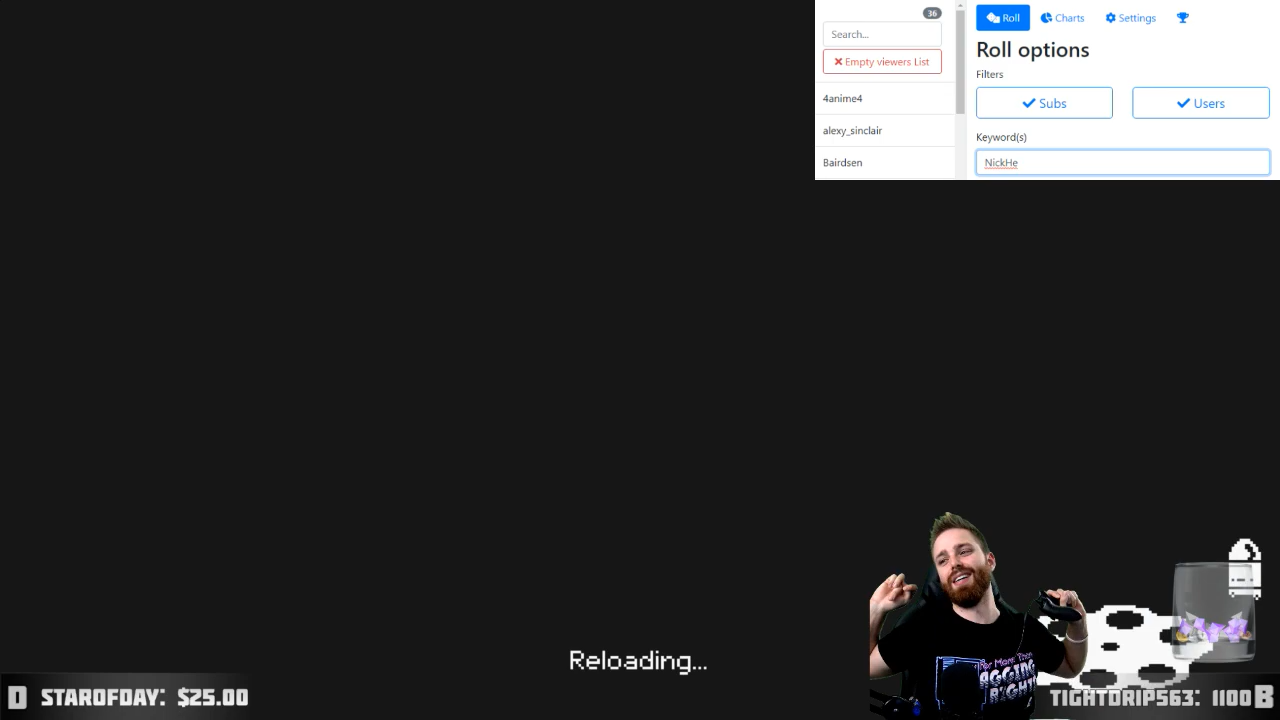 36
Search...
Empty viewers List
4anime4
alexy_sinclair
Bairdsen
Roll
Charts
Settings
Roll options
Filters
Subs
Users
Keyword(s)
NickHe
Reloading...
D STAROFDAY: $25.00
TIGHTDRIP563: 1100 B